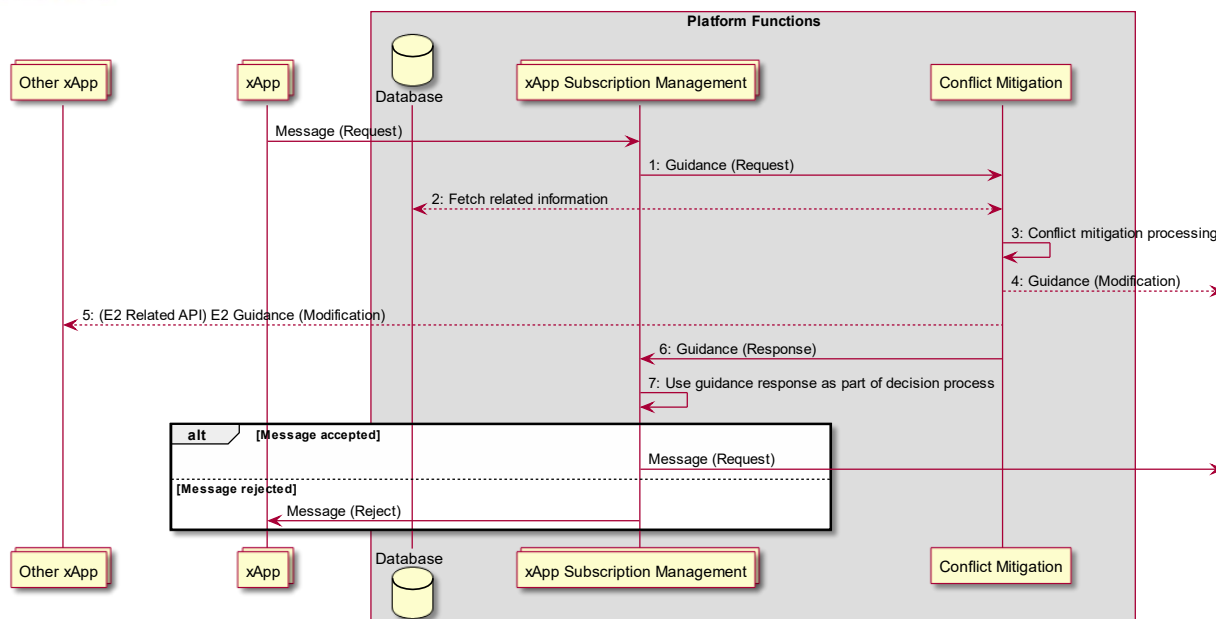 Platform Functions
Other xApp
xApp
Database
xApp Subscription Management
Conflict Mitigation
Message (Request)
1: Guidance (Request)
2: Fetch related information
3: Conflict mitigation processing
4: Guidance (Modification)
5: (E2 Related API) E2 Guidance (Modification)
6: Guidance (Response)
7: Use guidance response as part of decision process
alt
[Message accepted]
Message (Request)
[Message rejected]
Message (Reject)
Other xApp
xApp
Database
xApp Subscription Management
Conflict Mitigation